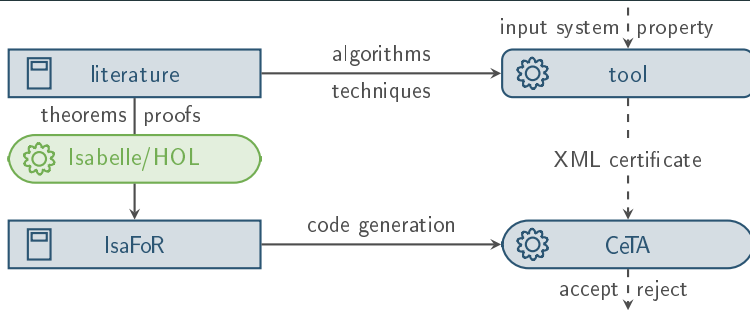 input system property
algorithms
literature
tool
techniques
theorems proofs
Isabelle/HOL
XML certificate
code generation
IsaFoR
CeTA
accept reject